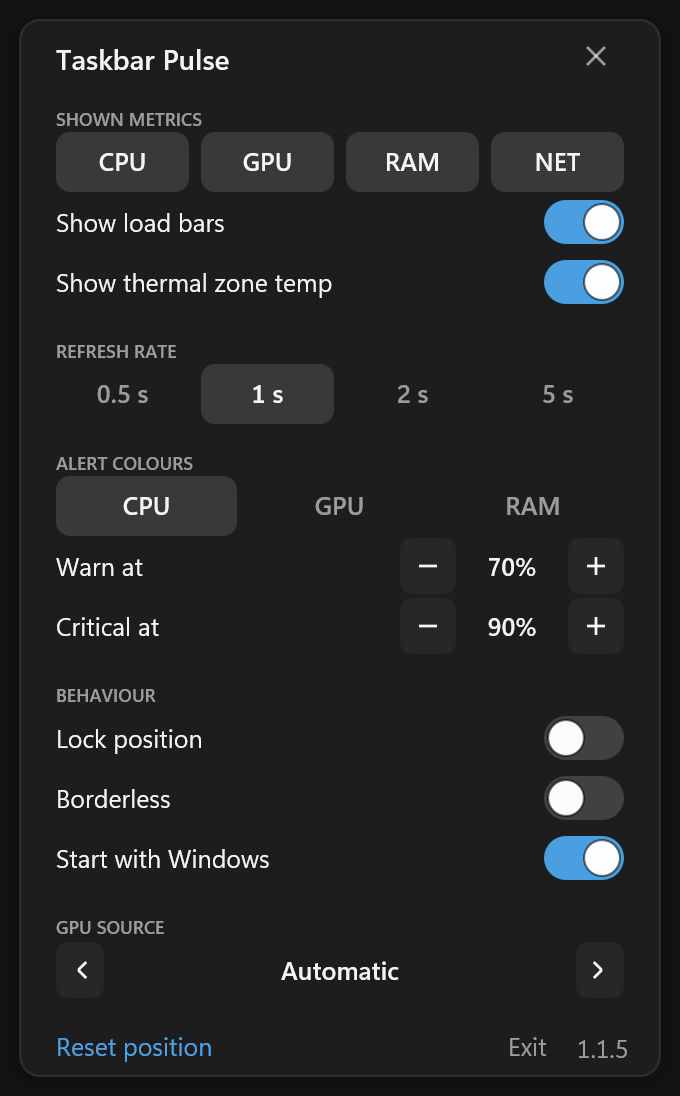 Taskbar Pulse
SHOWN METRICS
CPU GPU RAM NET
Show load bars
Show thermal zone temp
REFRESH RATE
0.5 s 1 s 2 s 5 s
ALERT COLOURS
CPU GPU RAM
Warn at − 70% +
Critical at − 90% +
BEHAVIOUR
Lock position
Borderless
Start with Windows
GPU SOURCE
Automatic
Reset position Exit 1.1.5